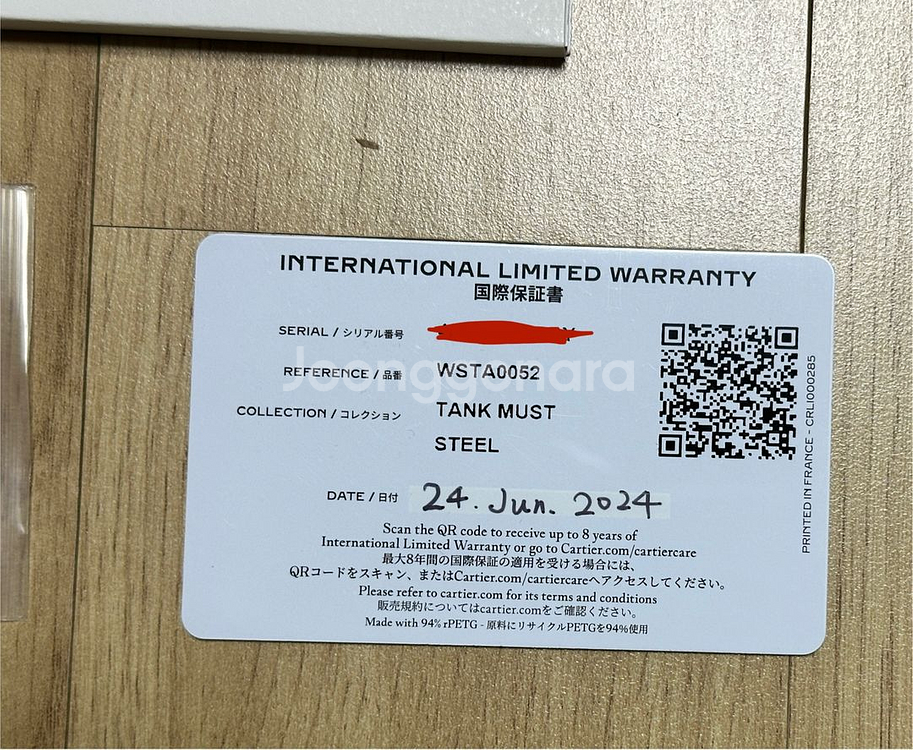 INTERNATIONAL LIMITED WARRANTY
国際保証書
SERIAL / シリアル番号
REFERENCE / 品番 WSTA0052
Joonggonara
COLLECTION / コレクション TANK MUST
STEEL
DATE / 日付 24. Jun. 2024
Scan the QR code to receive up to 8 years of
International Limited Warranty or go to Cartier.com/cartiercare
最大8年間の国際保証の適用を受ける場合には、
QRコードをスキャン、またはCartier.com/cartiercareへアクセスしてください。
Please refer to cartier.com for its terms and conditions
販売規約についてはcartier.comをご確認ください。
Made with 94% rPETG - 原料にリサイクルPETGを94%使用
PRINTED IN FRANCE - CRLI000285